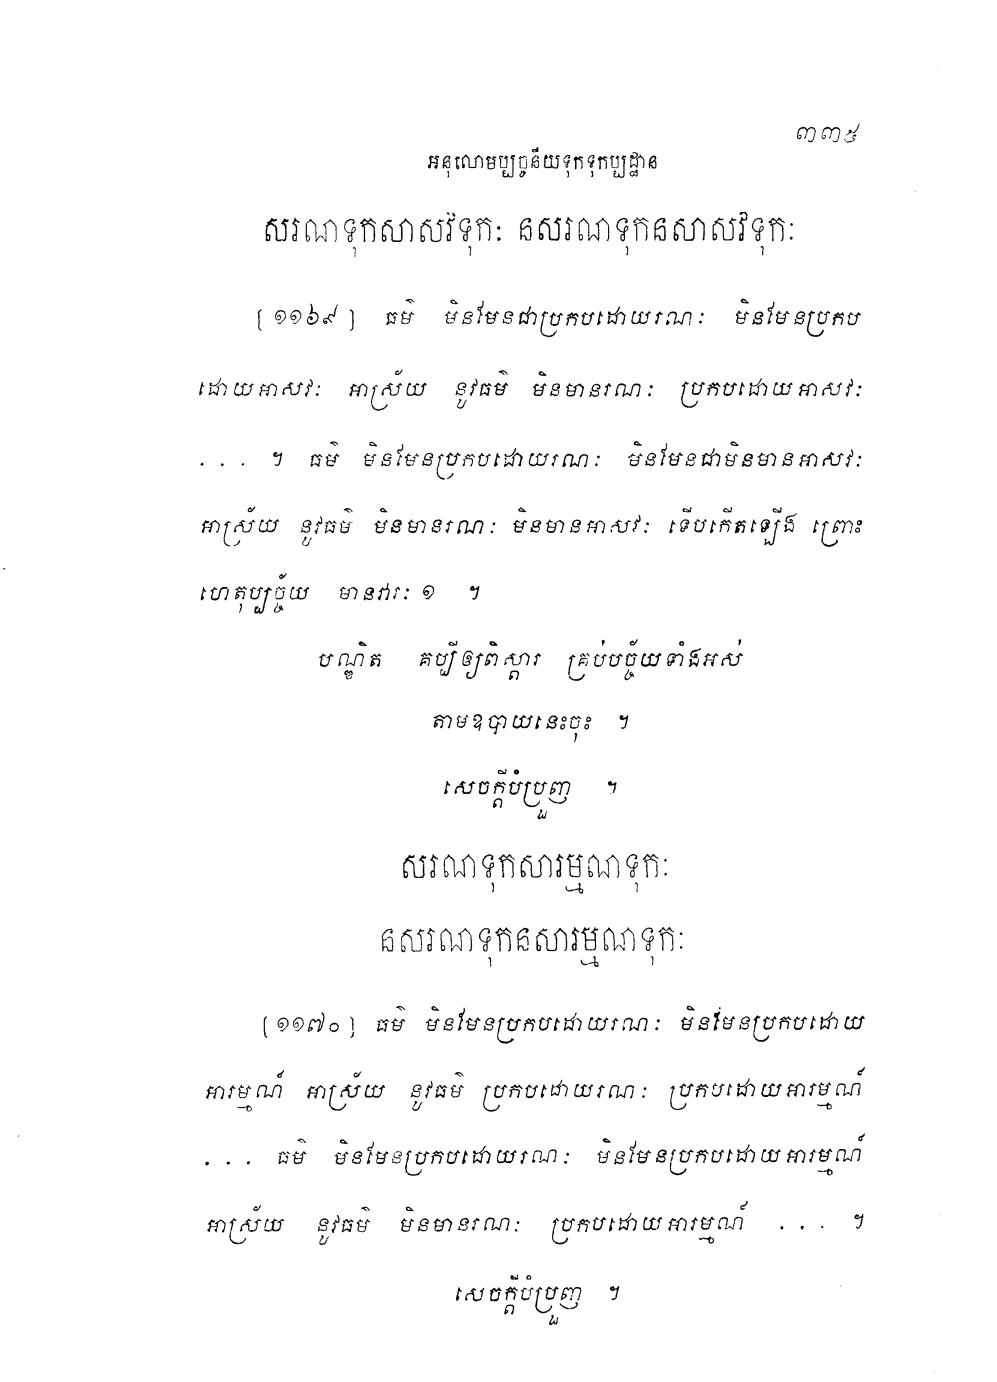 ៣៣៥
អនុលោមប្បច្ចនីយទុកទុកប្បដ្ឋាន
សរណទុកសាសវទុកៈ នសរណទុកនសាសវទុកៈ
[១១៦៩] ធម៌ មិនមែនជាប្រកបដោយរណៈ មិនមែនប្រកប
ដោយអាសវៈ អាស្រ័យ នូវធម៌ មិនមានរណៈ ប្រកបដោយអាសវៈ
... ។ ធម៌ មិនមែនប្រកបដោយរណៈ មិនមែនជាមិនមានអាសវៈ
អាស្រ័យ នូវធម៌ មិនមានរណៈ មិនមានអាសវៈ ទើបកើតឡើង ព្រោះ
ហេតុប្បច្ច័យ មានវារៈ ១ ។
បណ្ឌិត គប្បីឲ្យពិស្តារ គ្រប់បច្ច័យទាំងអស់
តាមឧបាយនេះចុះ ។
សេចក្តីបំប្រួញ ។
សរណទុកសារម្មណទុកៈ
នសរណទុកនសារម្មណទុកៈ
[១១៧០] ធម៌ មិនមែនប្រកបដោយរណៈ មិនមែនប្រកបដោយ
អារម្មណ៍ អាស្រ័យ នូវធម៌ ប្រកបដោយរណៈ ប្រកបដោយអារម្មណ៍
... ធម៌ មិនមែនប្រកបដោយរណៈ មិនមែនប្រកបដោយអារម្មណ៍
អាស្រ័យ នូវធម៌ មិនមានរណៈ ប្រកបដោយអារម្មណ៍ ... ។
សេចក្តីបំប្រួញ ។